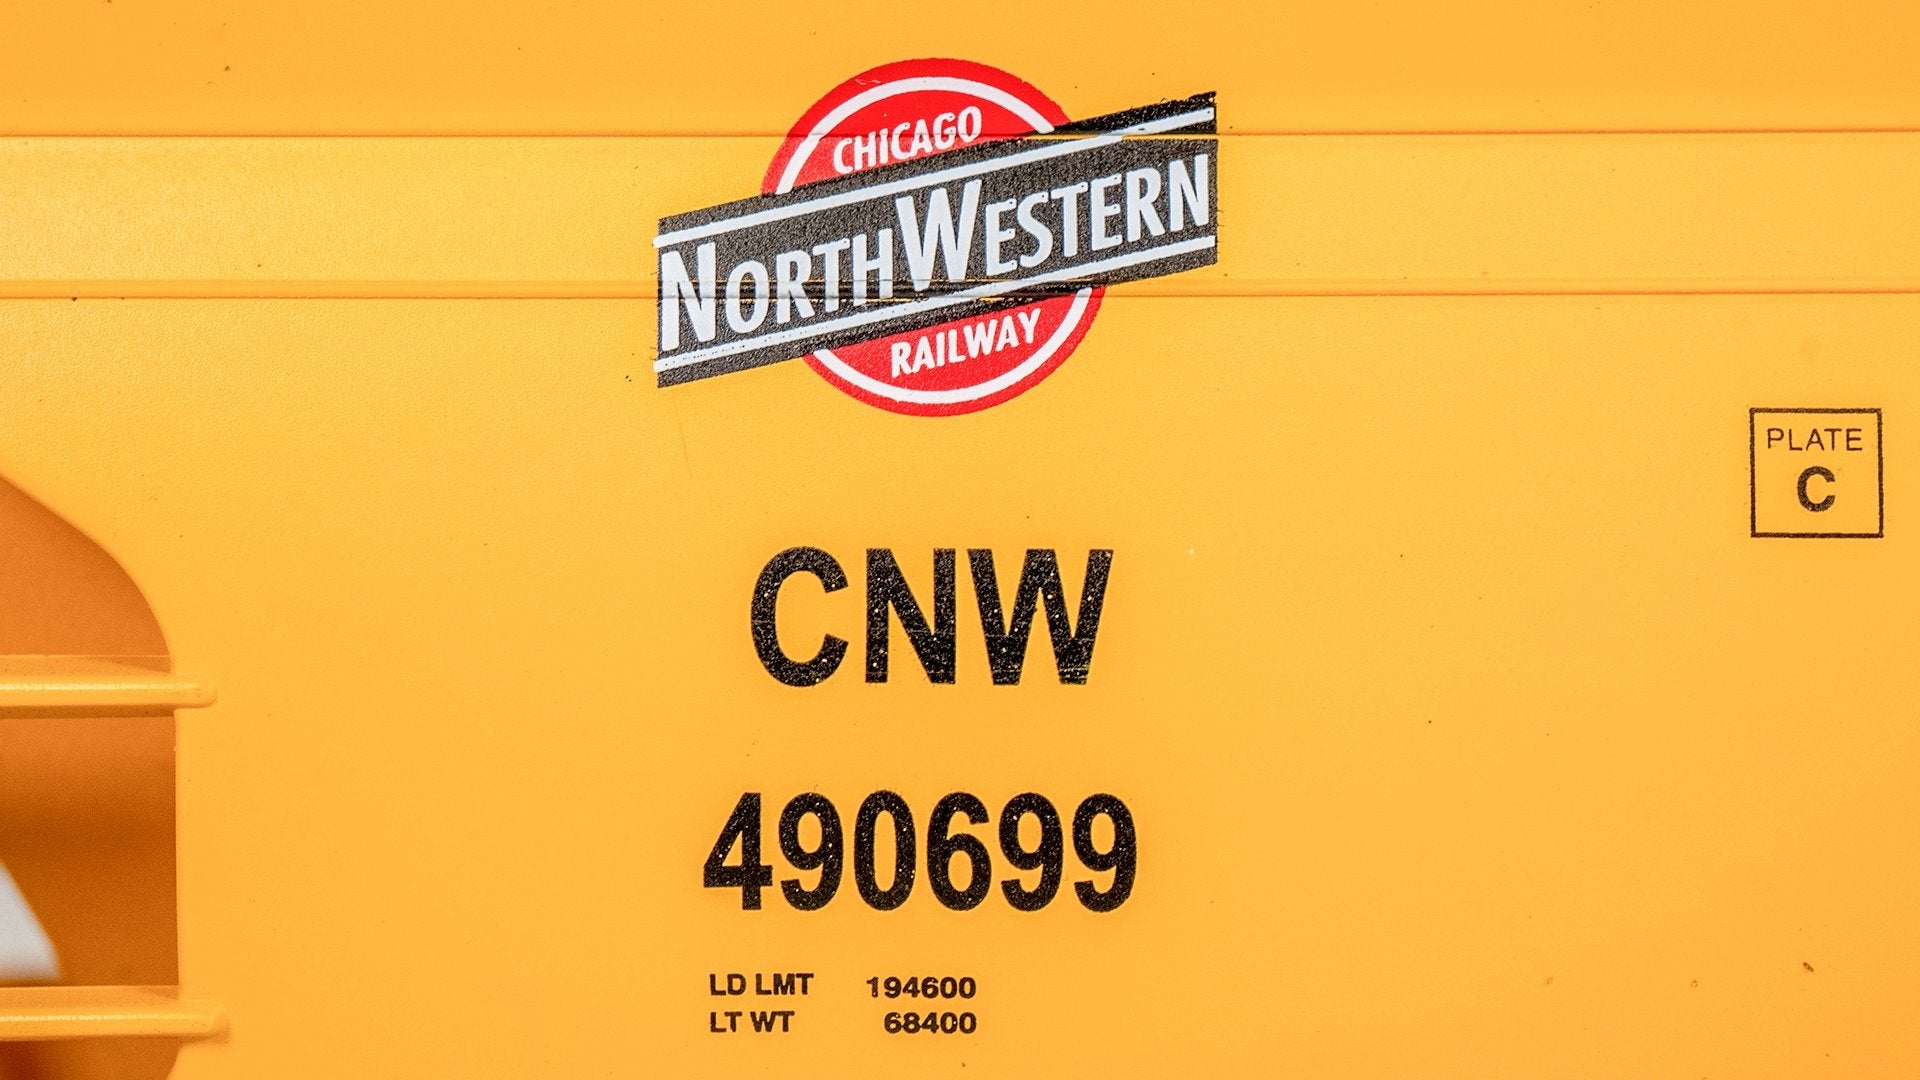 CHICAGO
NORTHWESTERN
RAILWAY
PLATE
C
CNW
490699
LD LMT 194600
LT WT 68400